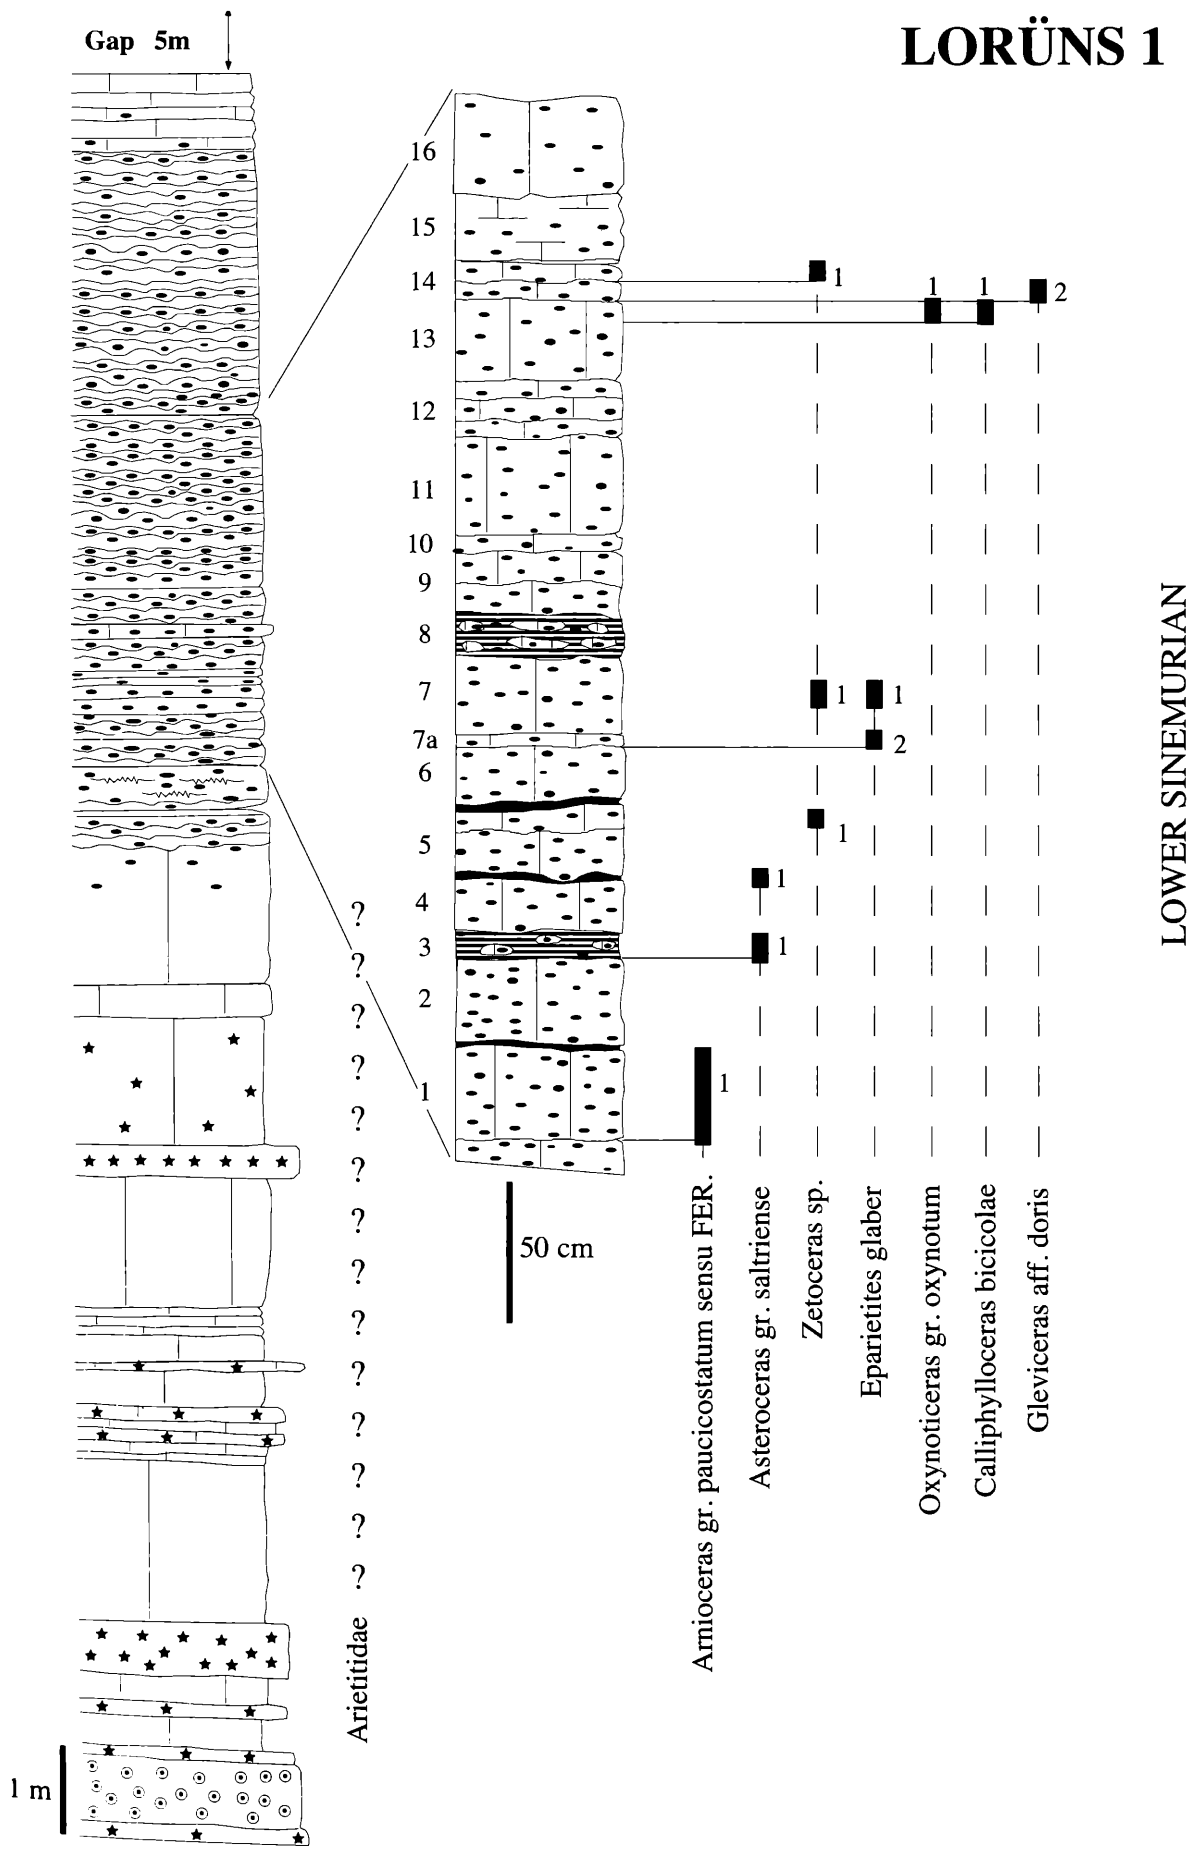 LORÜNS 1
Gap 5m
16
15
14
13
12
11
10
9
8
7
7a
6
5
4
3
2
1
1
1
1
2
1
1
2
1
1
1
1
50 cm
1 m
?
?
?
?
?
?
?
?
?
?
?
?
?
?
Arietitidae
Arnioceras gr. paucicostatum sensu FER.
Asteroceras gr. saltriense
Zetoceras sp.
Eparietites glaber
Oxynoticeras gr. oxynotum
Calliphylloceras bicicolae
Gleviceras aff. doris
LOWER SINEMURIAN